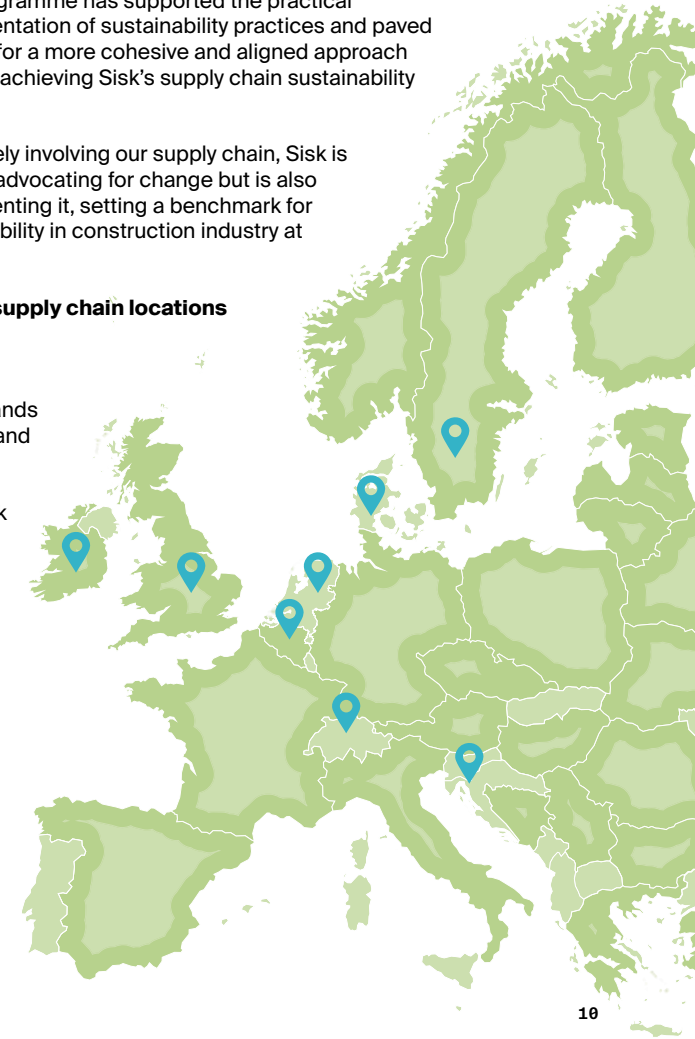 gramme has supported the practical
entation of sustainability practices and paved
for a more cohesive and aligned approach
achieving Sisk's supply chain sustainability
ely involving our supply chain, Sisk is
advocating for change but is also
enting it, setting a benchmark for
bility in construction industry at
supply chain locations
ands
and
k
10